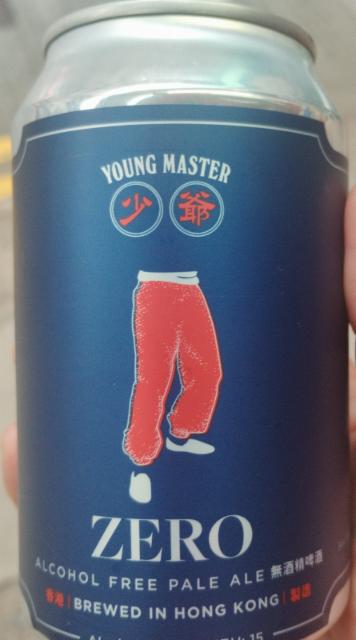 YOUNG MASTER
少爺
ZERO
ALCOHOL FREE PALE ALE 無酒精啤酒
香港 | BREWED IN HONG KONG | 製造